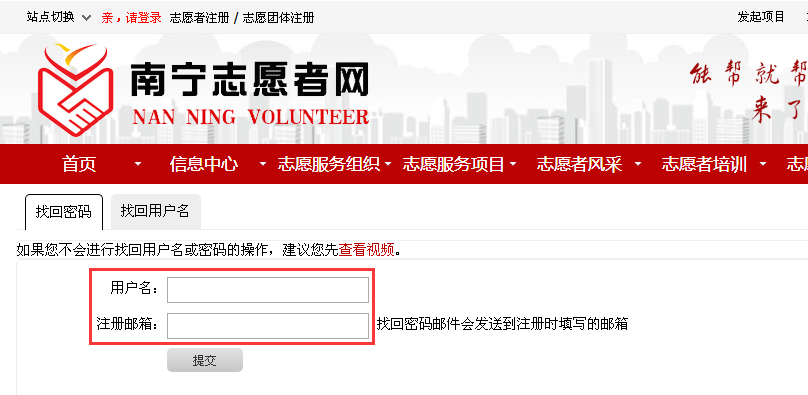 站点切换 亲，请登录 志愿者注册 / 志愿团体注册 发起项目
南宁志愿者网
NAN NING VOLUNTEER
能帮就帮
来了
首页 信息中心 志愿服务组织 志愿服务项目 志愿者风采 志愿者培训 志
找回密码 找回用户名
如果您不会进行找回用户名或密码的操作，建议您先查看视频。
用户名：
注册邮箱： 找回密码邮件会发送到注册时填写的邮箱
提交